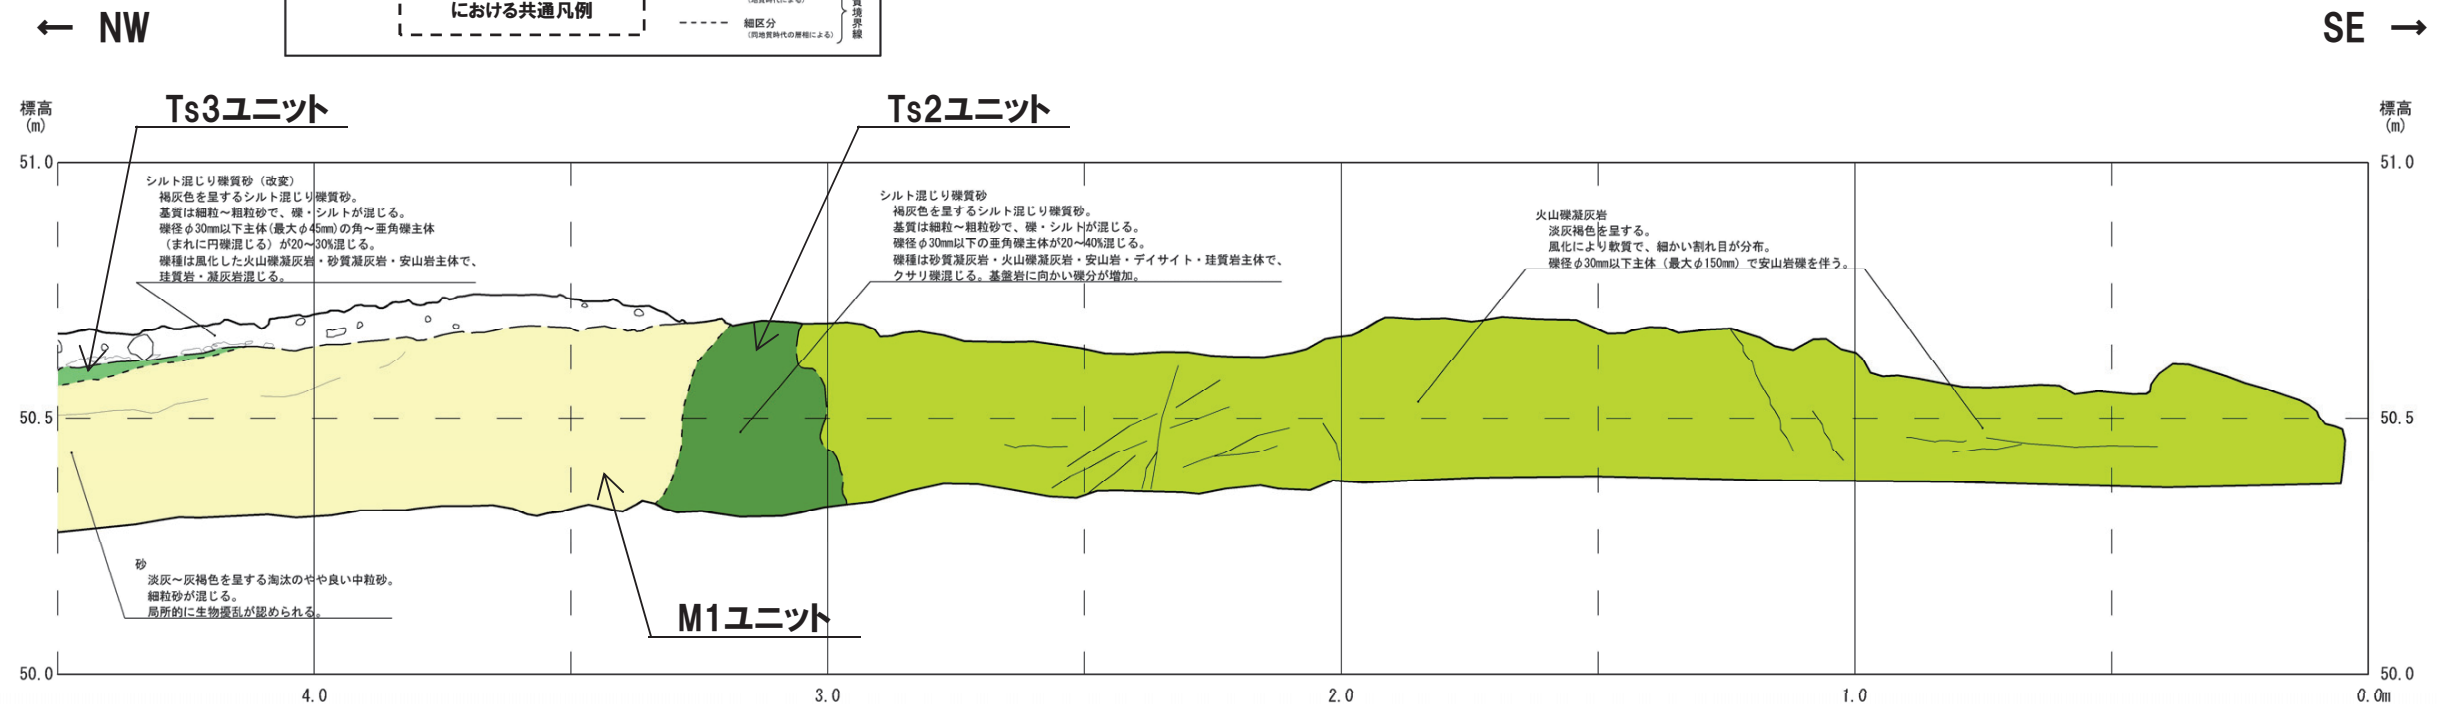 における共通凡例
細区分
(同地質時代の層相による)
質境界線
← NW
SE →
Ts3ユニット
Ts2ユニット
標高
(m)
標高
(m)
51.0
51.0
シルト混じり礫質砂（改変）
褐灰色を呈するシルト混じり礫質砂。
基質は細粒～粗粒砂で、礫・シルトが混じる。
礫径φ30mm以下主体(最大φ45mm)の角～亜角礫主体
（まれに円礫混じる）が20～30%混じる。
礫種は風化した火山礫凝灰岩・砂質凝灰岩・安山岩主体で、
珪質岩・凝灰岩混じる。
シルト混じり礫質砂
褐灰色を呈するシルト混じり礫質砂。
基質は細粒～粗粒砂で、礫・シルトが混じる。
礫径φ30mm以下の亜角礫主体が20～40%混じる。
礫種は砂質凝灰岩・火山礫凝灰岩・安山岩・デイサイト・珪質岩主体で、
クサリ礫混じる。基盤岩に向かい礫分が増加。
火山礫凝灰岩
淡灰褐色を呈する。
風化により軟質で、細かい割れ目が分布。
礫径φ30mm以下主体（最大φ150mm）で安山岩礫を伴う。
50.5
50.5
砂
淡灰～灰褐色を呈する淘汰のやや良い中粒砂。
細粒砂が混じる。
局所的に生物擾乱が認められる。
M1ユニット
50.0
50.0
4.0
3.0
2.0
1.0
0.0m